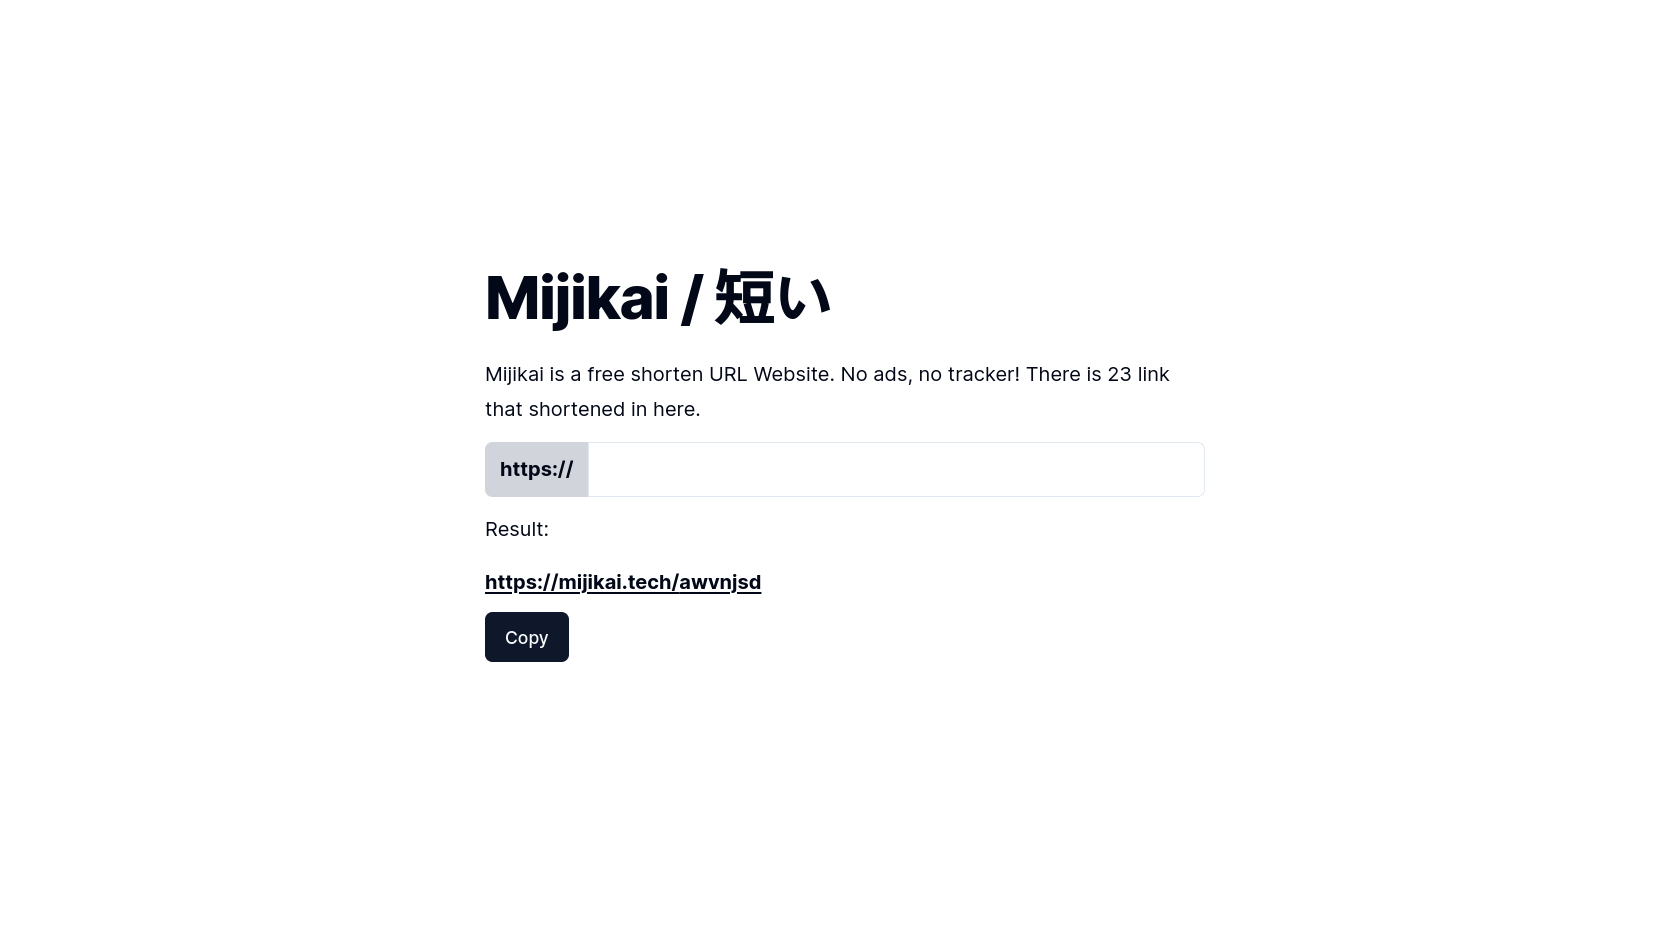 Mijikai / 短い
Mijikai is a free shorten URL Website. No ads, no tracker! There is 23 link
that shortened in here.
https://
Result:
https://mijikai.tech/awvnjsd
Copy